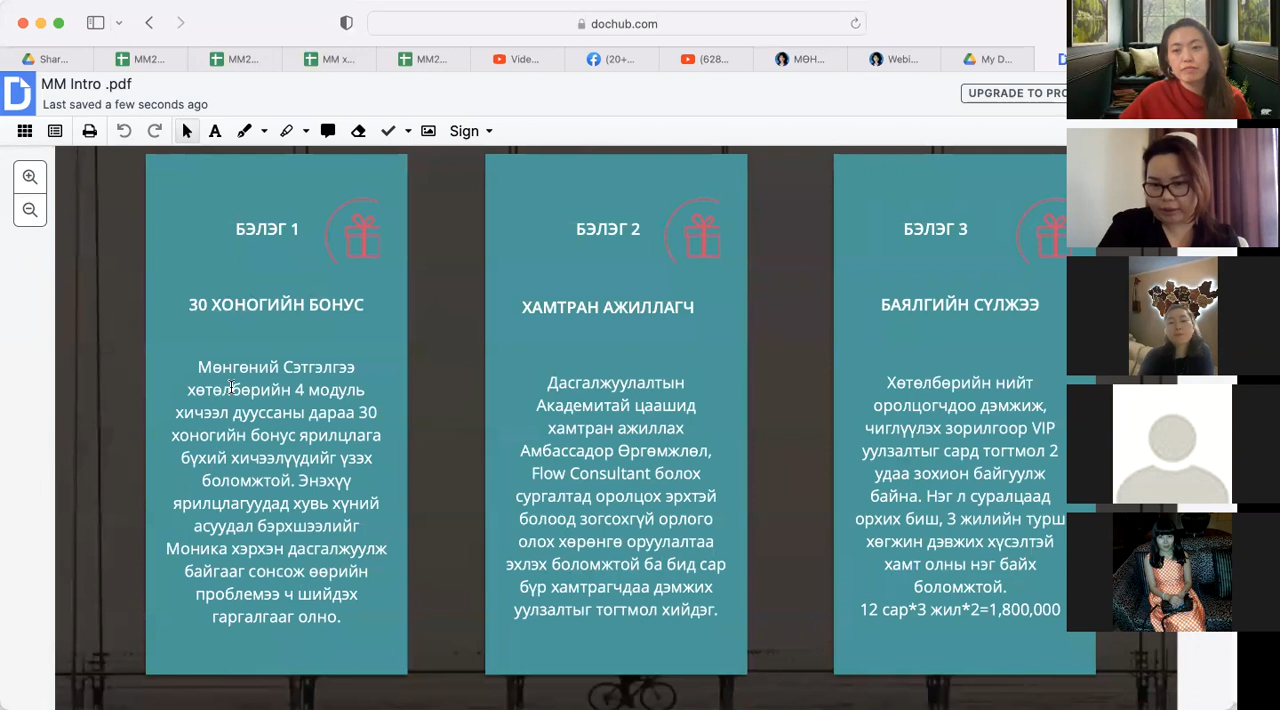 dochub.com
Shar...
MM2...
MM2...
MM x...
MM2...
Vide...
(20+...
(628...
МӨН...
Webi...
My D...
MM Intro .pdf
Last saved a few seconds ago
UPGRADE TO PRO
Sign
БЭЛЭГ 1
30 ХОНОГИЙН БОНУС
Мөнгөний Сэтгэлгээ
хөтөлбөрийн 4 модуль
хичээл дууссаны дараа 30
хоногийн бонус ярилцлага
бүхий хичээлүүдийг үзэх
боломжтой. Энэхүү
ярилцлагуудад хувь хүний
асуудал бэрхшээлийг
Моника хэрхэн дасгалжуулж
байгааг сонсож өөрийн
проблемээ ч шийдэх
гаргалгааг олно.
БЭЛЭГ 2
ХАМТРАН АЖИЛЛАГЧ
Дасгалжуулалтын
Академитай цаашид
хамтран ажиллах
Амбассадор Өргөмжлөл,
Flow Consultant болох
сургалтад оролцох эрхтэй
болоод зогсохгүй орлого
олох хөрөнгө оруулалтаа
эхлэх боломжтой ба бид сар
бүр хамтрагчдаа дэмжих
уулзалтыг тогтмол хийдэг.
БЭЛЭГ 3
БАЯЛГИЙН СҮЛЖЭЭ
Хөтөлбөрийн нийт
оролцогчдоо дэмжиж,
чиглүүлэх зорилгоор VIP
уулзалтыг сард тогтмол 2
удаа зохион байгуулж
байна. Нэг л суралцаад
орхих биш, 3 жилийн турш
хөгжин дэвжих хүсэлтэй
хамт олны нэг байх
боломжтой.
12 сар*3 жил*2=1,800,000